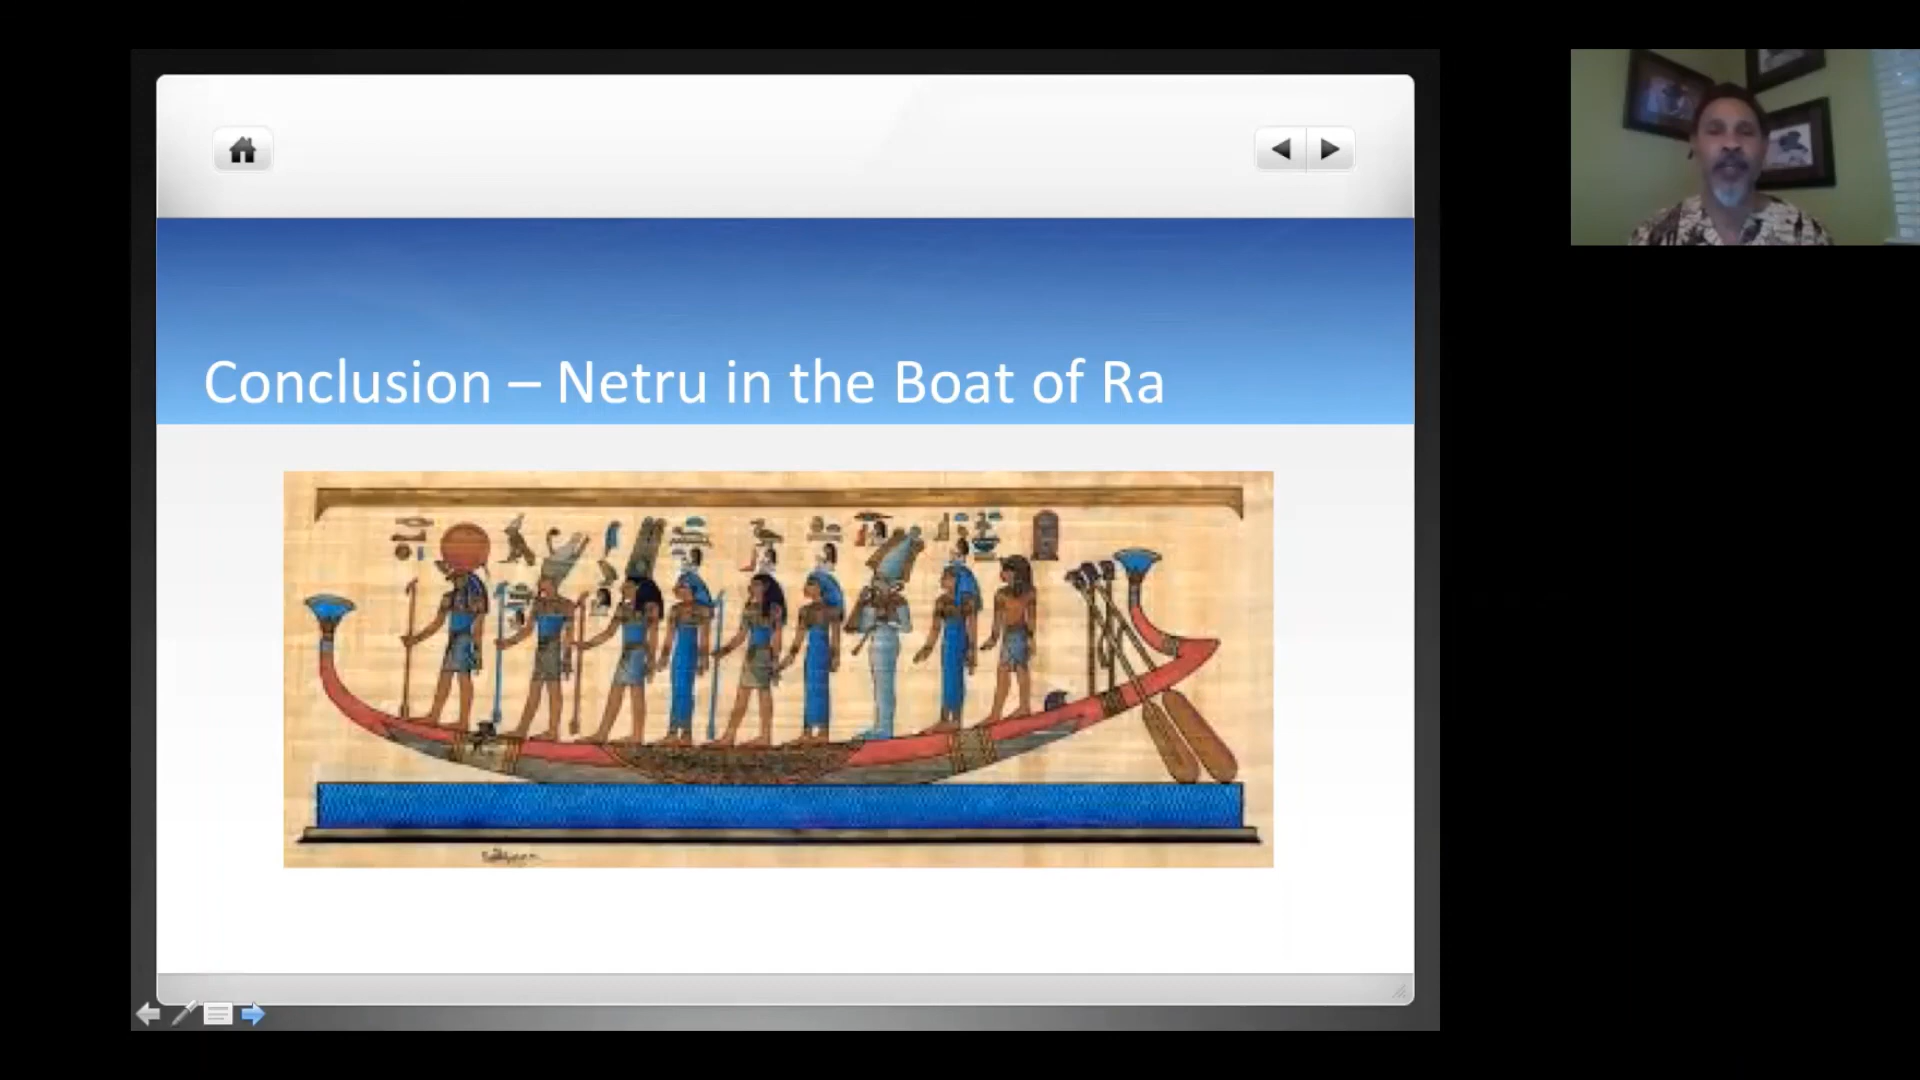 Conclusion – Netru in the Boat of Ra